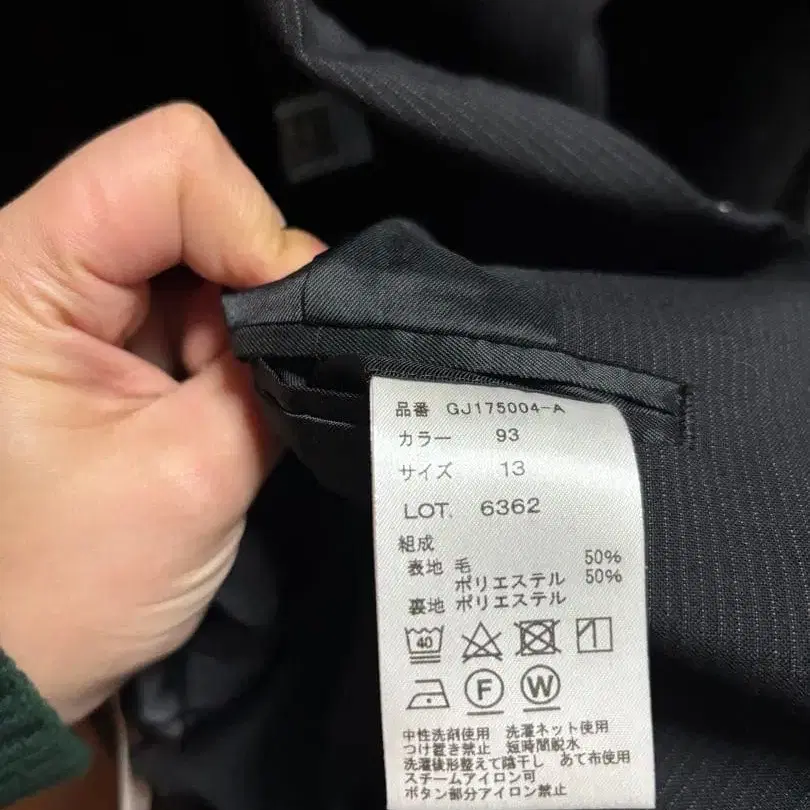 品番 GJ175004-A
カラー 93
サイズ 13
LOT. 6362
組成
表地 毛 50%
ポリエステル 50%
裏地 ポリエステル
40
F W
中性洗剤使用 洗濯ネット使用
つけ置き禁止 短時間脱水
洗濯後形整えて陰干し あて布使用
スチームアイロン可
ボタン部分アイロン禁止